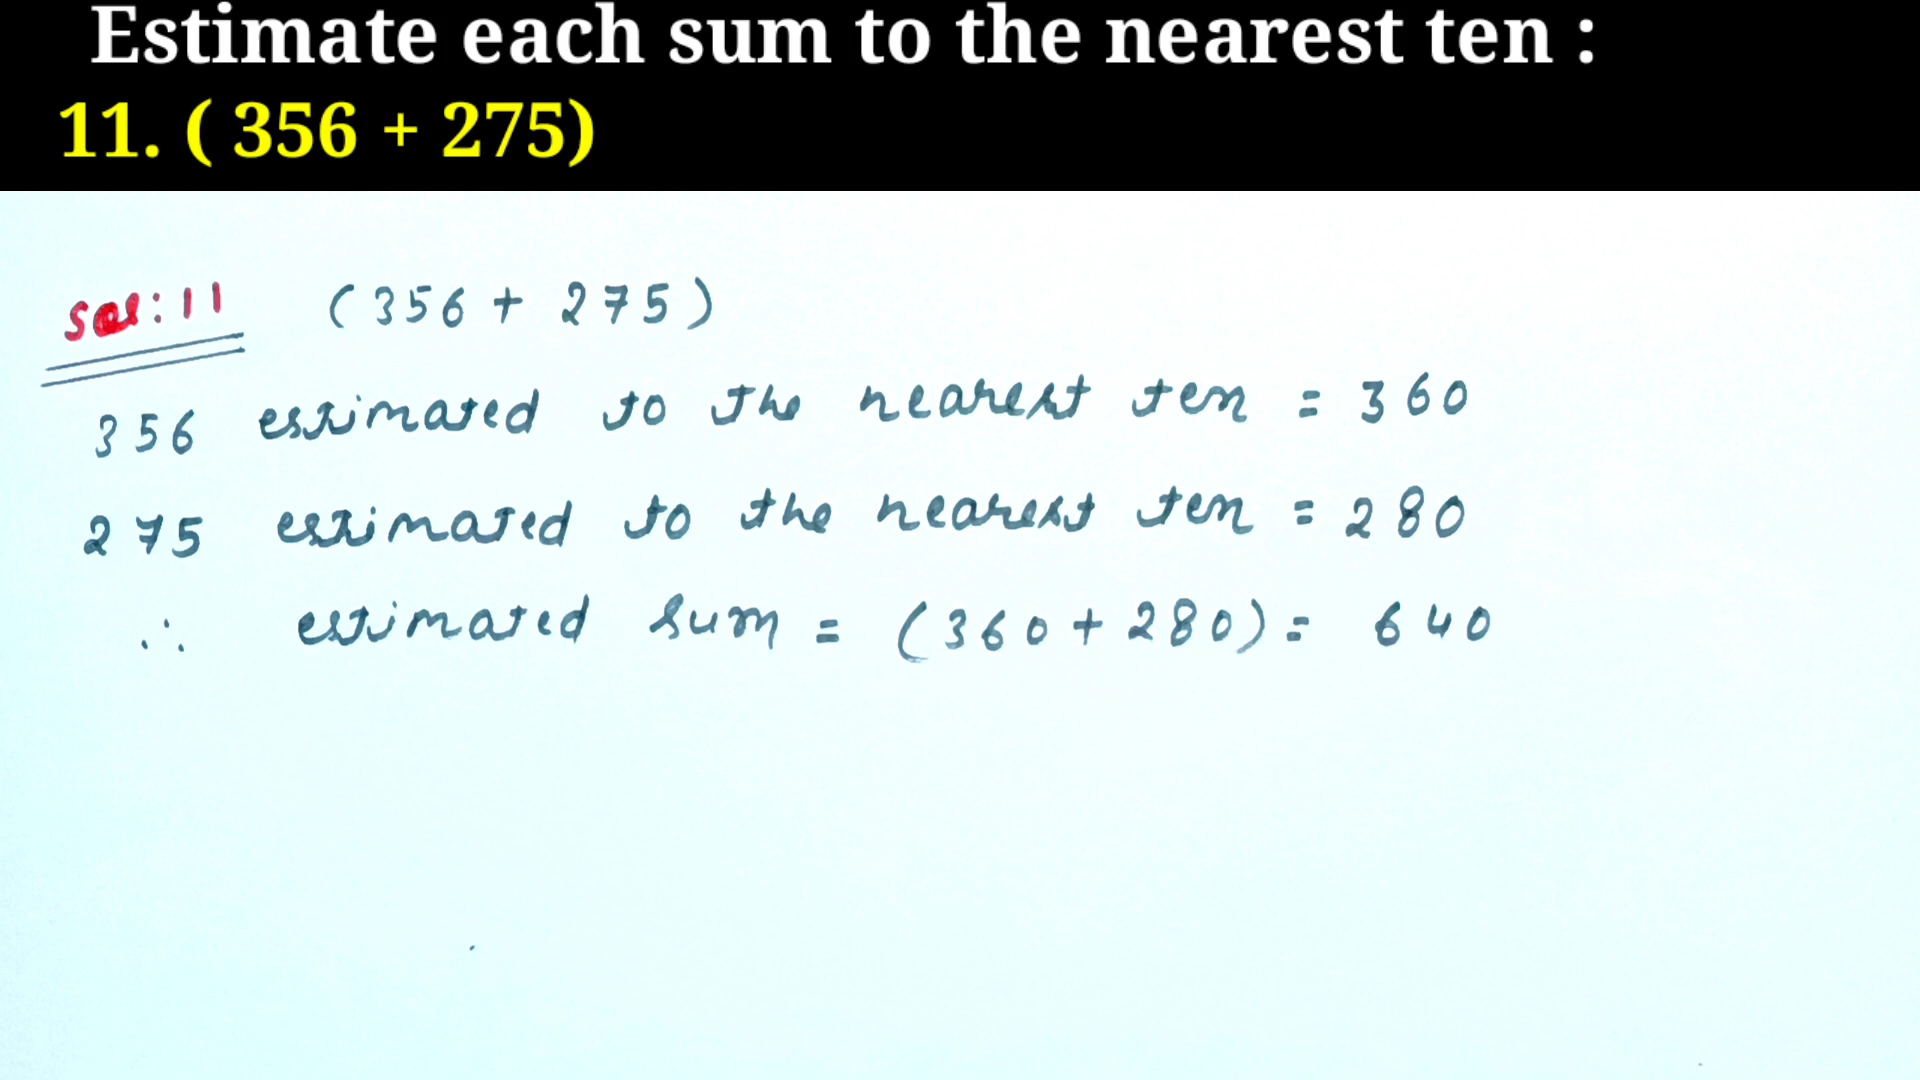 Estimate each sum to the nearest ten :
11. ( 356 + 275)
sol: 11 (356 + 275)
356 estimated to the nearest ten = 360
275 estimated to the nearest ten = 280
∴ estimated sum = (360 + 280) = 640